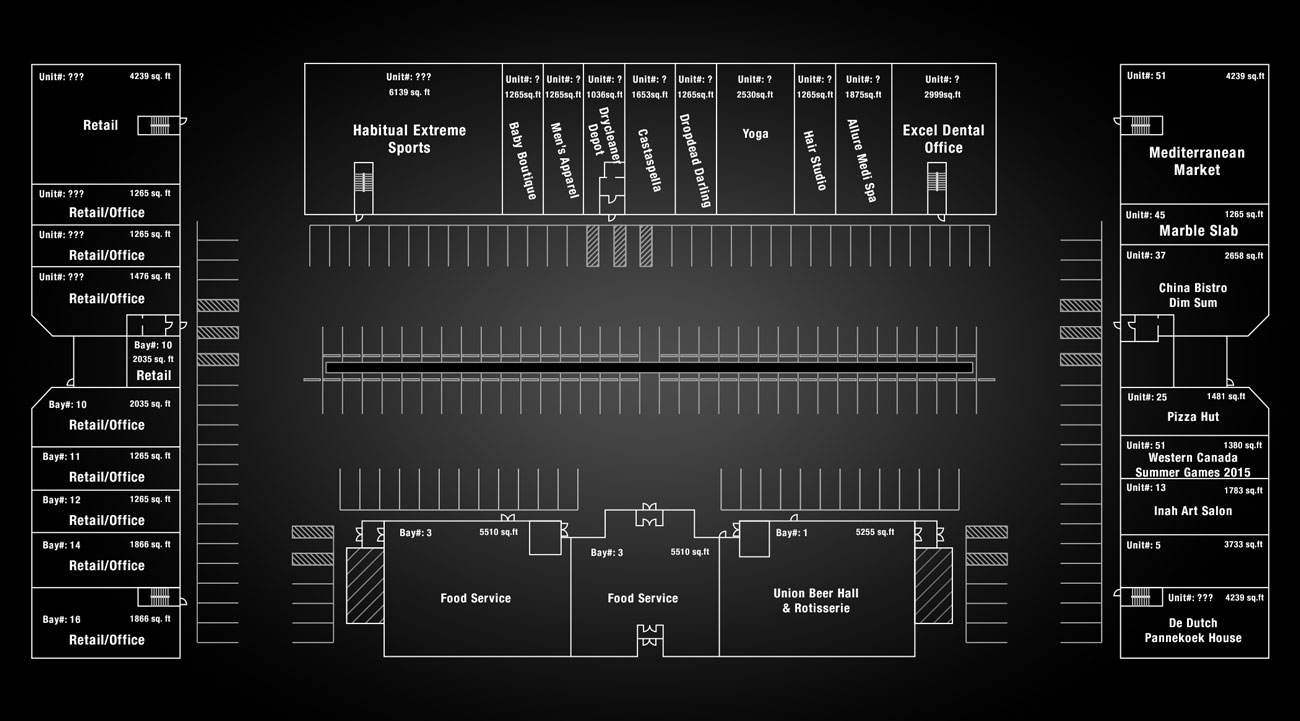 Unit#: ??? 4239 sq. ft
Retail
Unit#: ??? 1265 sq. ft
Retail/Office
Unit#: ??? 1265 sq. ft
Retail/Office
Unit#: ??? 1476 sq. ft
Retail/Office
Bay#: 10
2035 sq. ft
Retail
Bay#: 10 2035 sq. ft
Retail/Office
Bay#: 11 1265 sq. ft
Retail/Office
Bay#: 12 1265 sq. ft
Retail/Office
Bay#: 14 1866 sq. ft
Retail/Office
Bay#: 16 1866 sq. ft
Retail/Office
Unit#: ???
6139 sq. ft
Habitual Extreme
Sports
Unit#: ?
1265sq.ft
Baby Boutique
Unit#: ?
1265sq.ft
Men's Apparel
Unit#: ?
1036sq.ft
Drycleaner
Depot
Unit#: ?
1653sq.ft
Castaspella
Unit#: ?
1265sq.ft
Dropdead Darling
Unit#: ?
2530sq.ft
Yoga
Unit#: ?
1265sq.ft
Hair Studio
Unit#: ?
1875sq.ft
Allure Medi Spa
Unit#: ?
2999sq.ft
Excel Dental
Office
Bay#: 3 5510 sq.ft
Food Service
Bay#: 3 5510 sq.ft
Food Service
Bay#: 1 5255 sq.ft
Union Beer Hall
& Rotisserie
Unit#: 51 4239 sq.ft
Mediterranean
Market
Unit#: 45 1265 sq.ft
Marble Slab
Unit#: 37 2658 sq.ft
China Bistro
Dim Sum
Unit#: 25 1481 sq.ft
Pizza Hut
Unit#: 51 1380 sq.ft
Western Canada
Summer Games 2015
Unit#: 13 1783 sq.ft
Inah Art Salon
Unit#: 5 3733 sq.ft
Unit#: ??? 4239 sq. ft
De Dutch
Pannekoek House